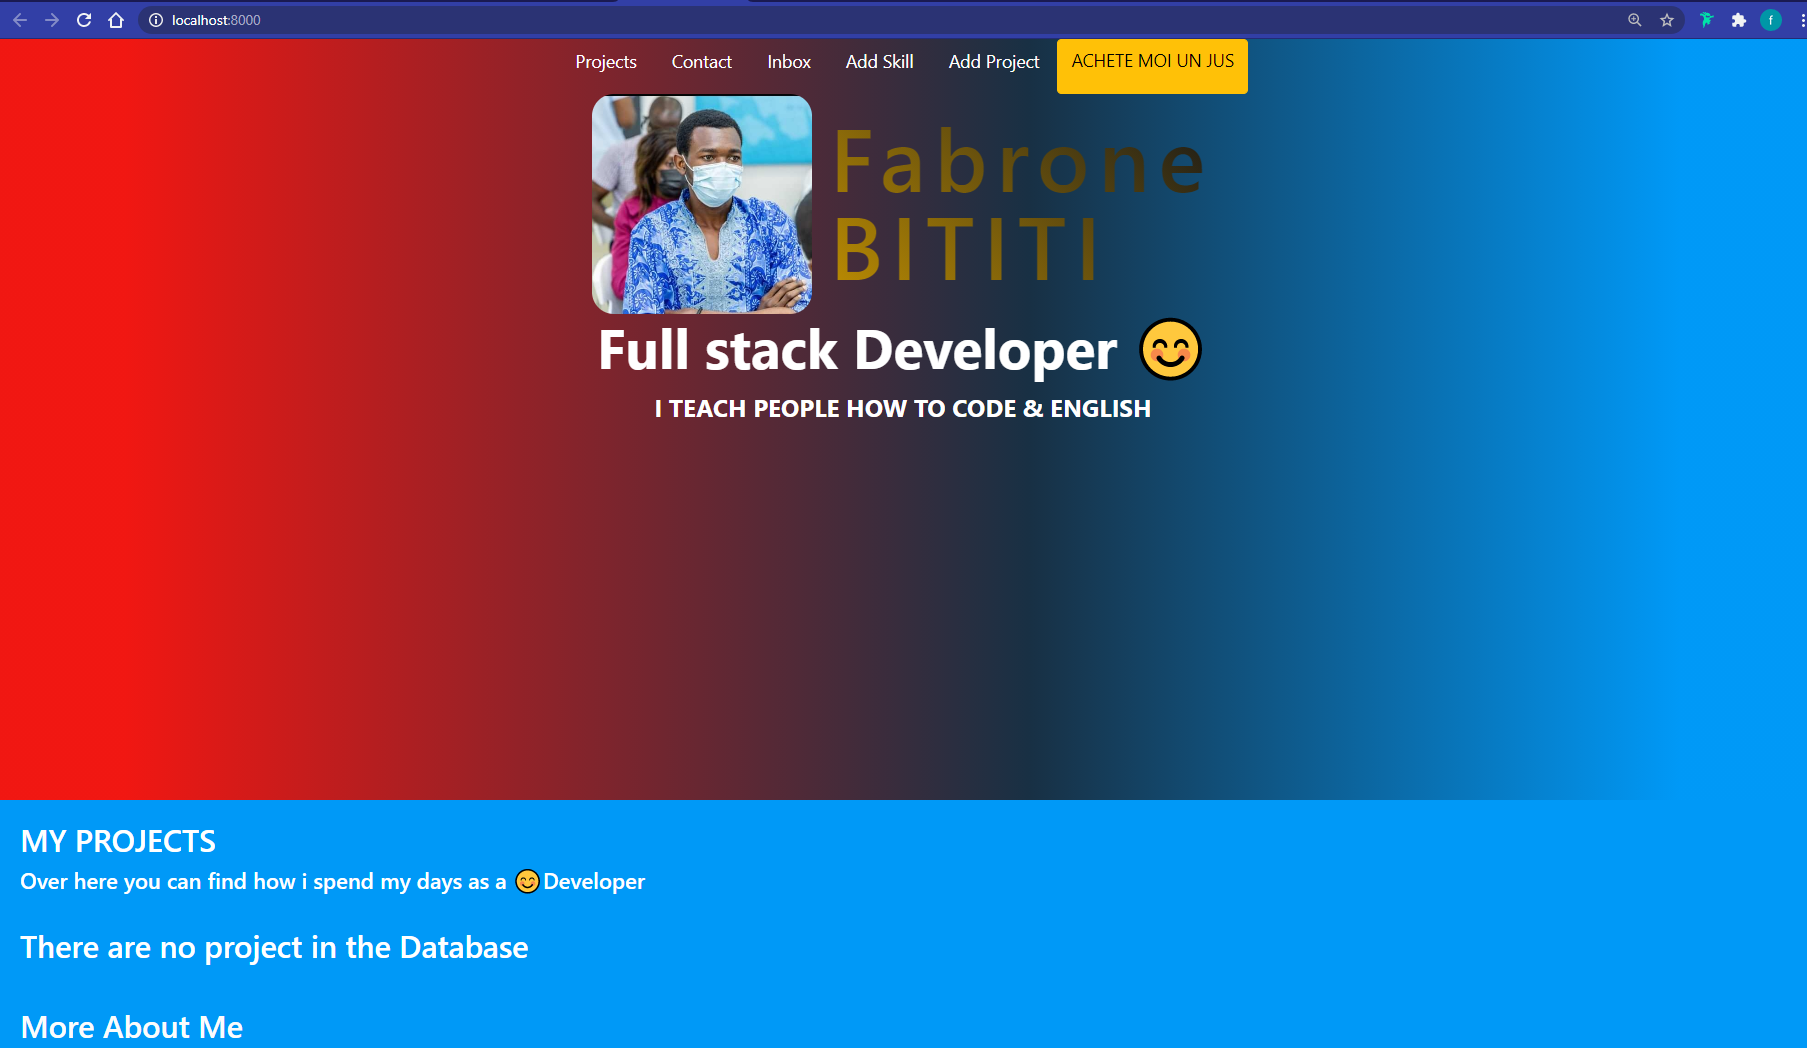 localhost:8000
f
Projects Contact Inbox Add Skill Add Project ACHETE MOI UN JUS
Fabrone
BITITI
Full stack Developer 😊
I TEACH PEOPLE HOW TO CODE & ENGLISH
MY PROJECTS
Over here you can find how i spend my days as a 😊Developer
There are no project in the Database
More About Me